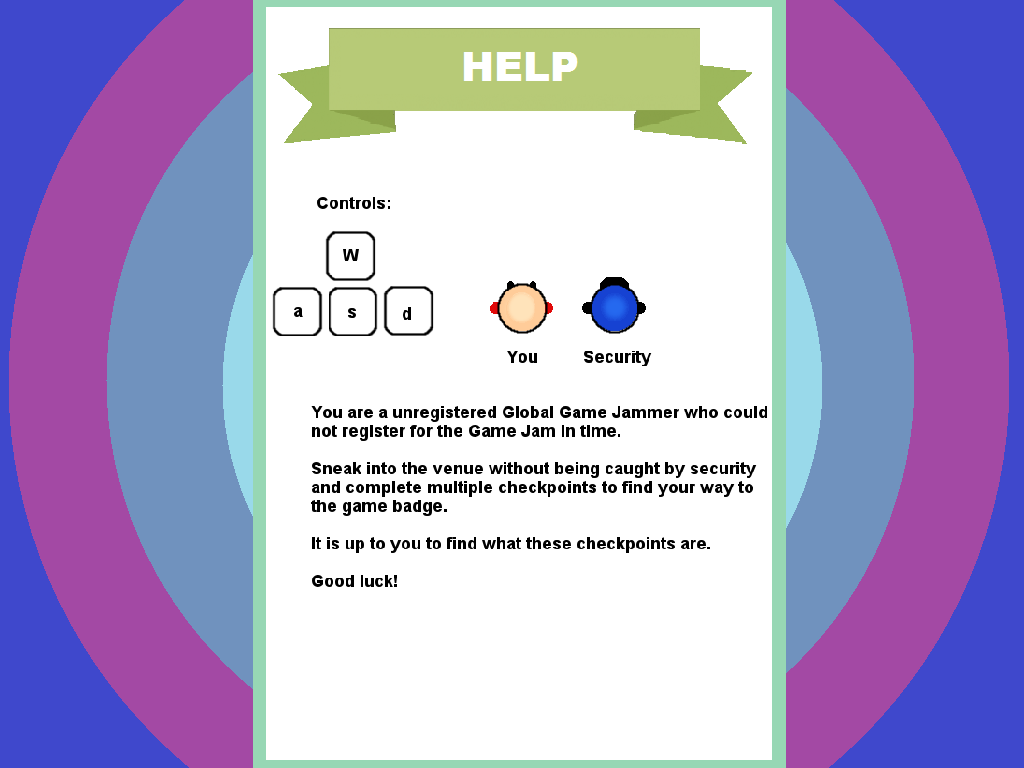 HELP
Controls:
W
a s d
You Security
You are a unregistered Global Game Jammer who could
not register for the Game Jam in time.
Sneak into the venue without being caught by security
and complete multiple checkpoints to find your way to
the game badge.
It is up to you to find what these checkpoints are.
Good luck!